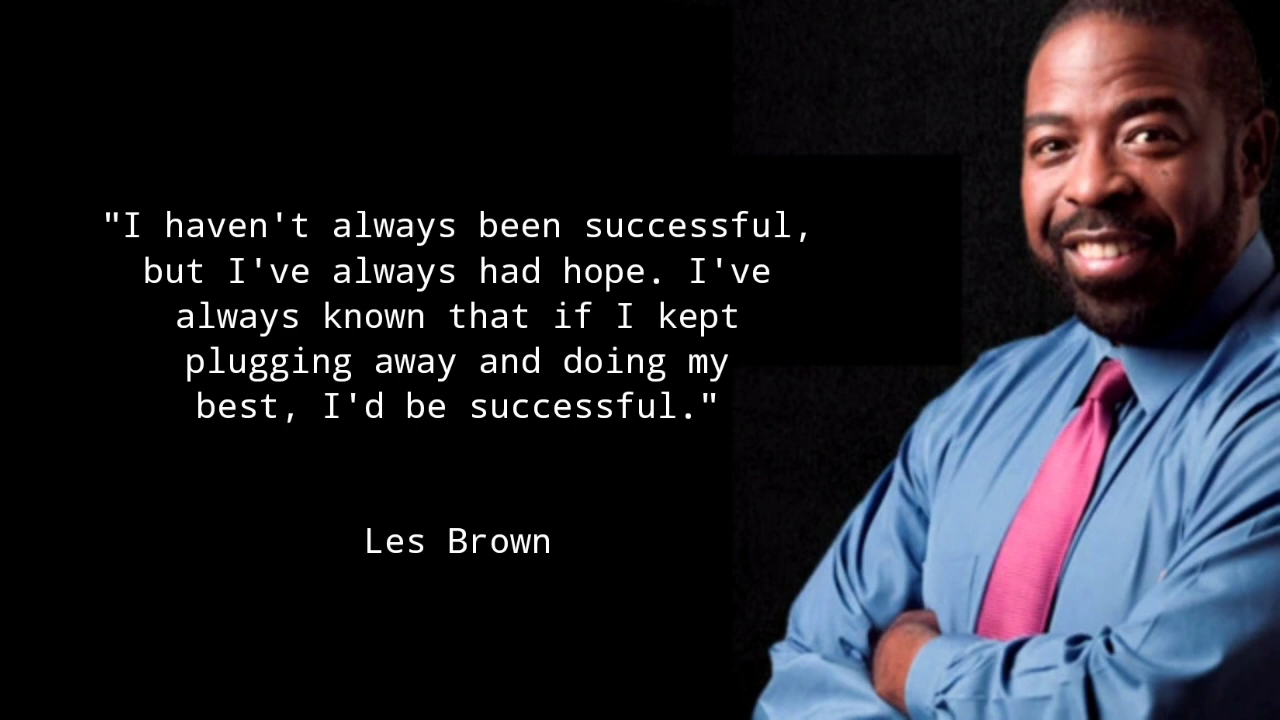 "I haven't always been successful,
but I've always had hope. I've
always known that if I kept
plugging away and doing my
best, I'd be successful."
Les Brown